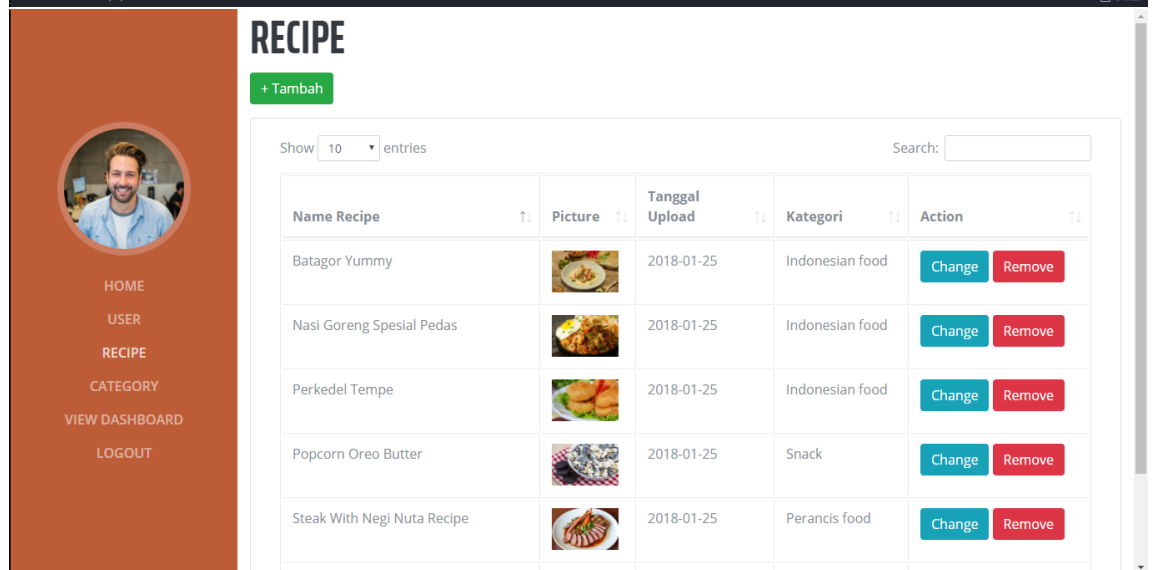 RECIPE
+ Tambah
Show 10 entries
Search:
Name Recipe Picture Tanggal Upload Kategori Action
Batagor Yummy 2018-01-25 Indonesian food Change Remove
Nasi Goreng Spesial Pedas 2018-01-25 Indonesian food Change Remove
Perkedel Tempe 2018-01-25 Indonesian food Change Remove
Popcorn Oreo Butter 2018-01-25 Snack Change Remove
Steak With Negi Nuta Recipe 2018-01-25 Perancis food Change Remove
HOME
USER
RECIPE
CATEGORY
VIEW DASHBOARD
LOGOUT